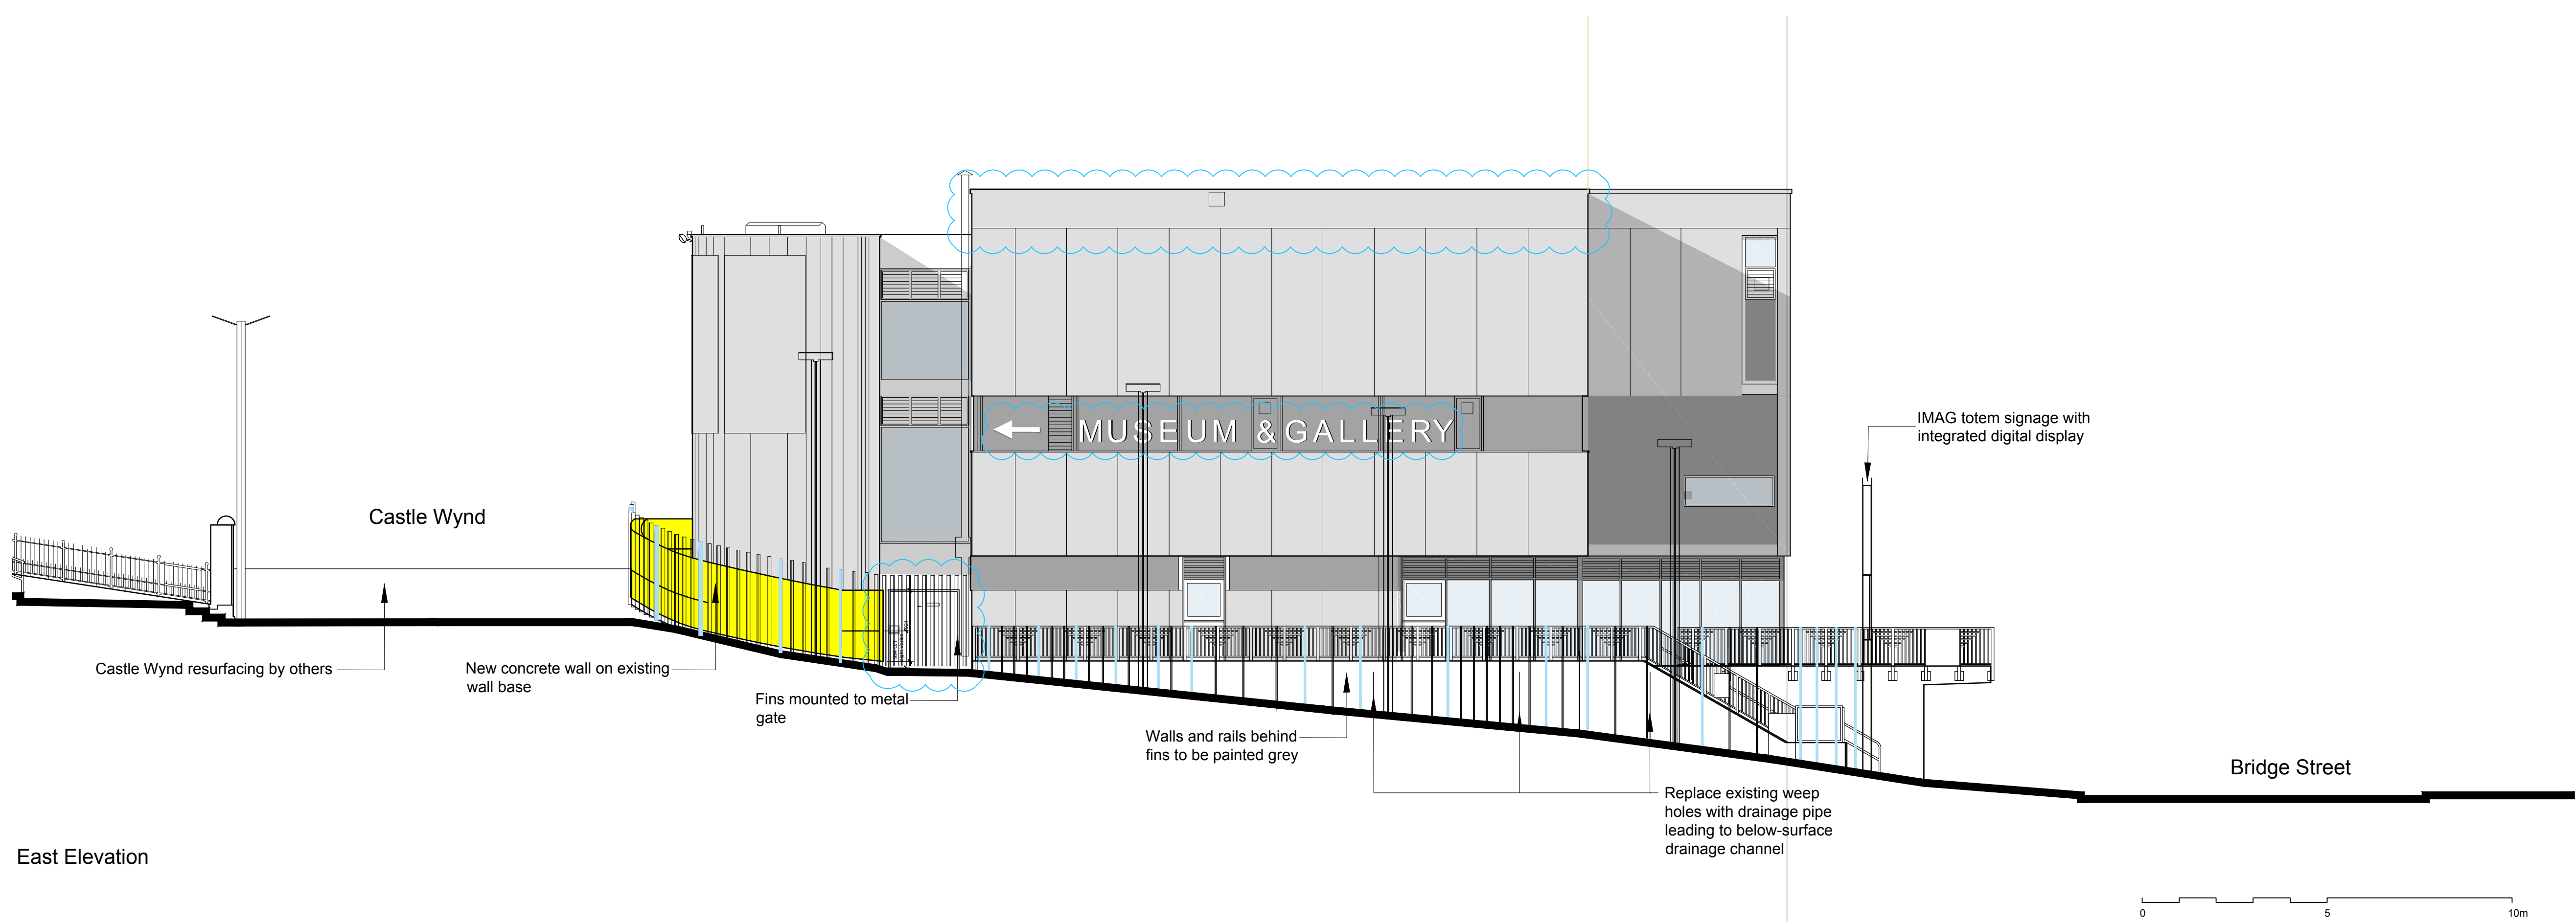 MUSEUM & GALLERY
IMAG totem signage with
integrated digital display
Castle Wynd
Castle Wynd resurfacing by others
New concrete wall on existing
wall base
Fins mounted to metal
gate
Walls and rails behind
fins to be painted grey
Bridge Street
Replace existing weep
holes with drainage pipe
leading to below-surface
drainage channel
East Elevation
0 5 10m